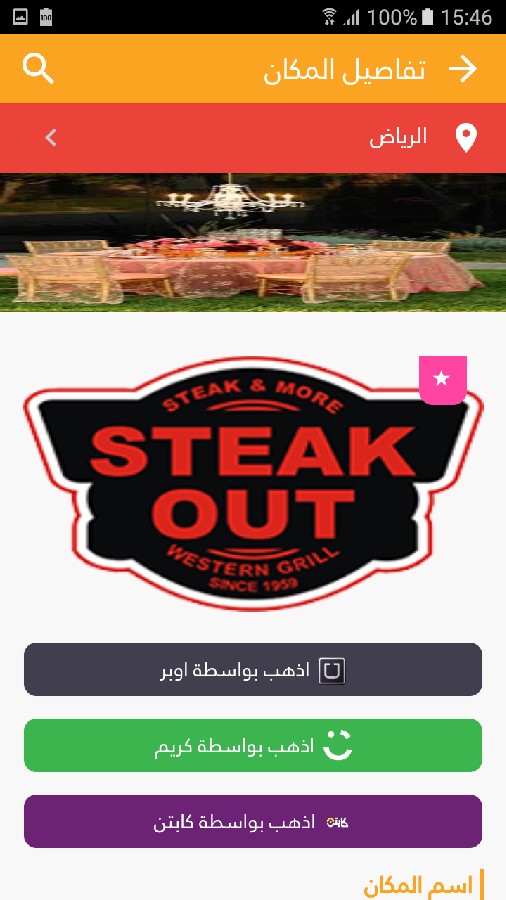 100% 15:46
تفاصيل المكان
الرياض
STEAK & MORE
STEAK
OUT
WESTERN GRILL
SINCE 1959
اذهب بواسطة اوبر
اذهب بواسطة كريم
اذهب بواسطة كابتن
اسم المكان